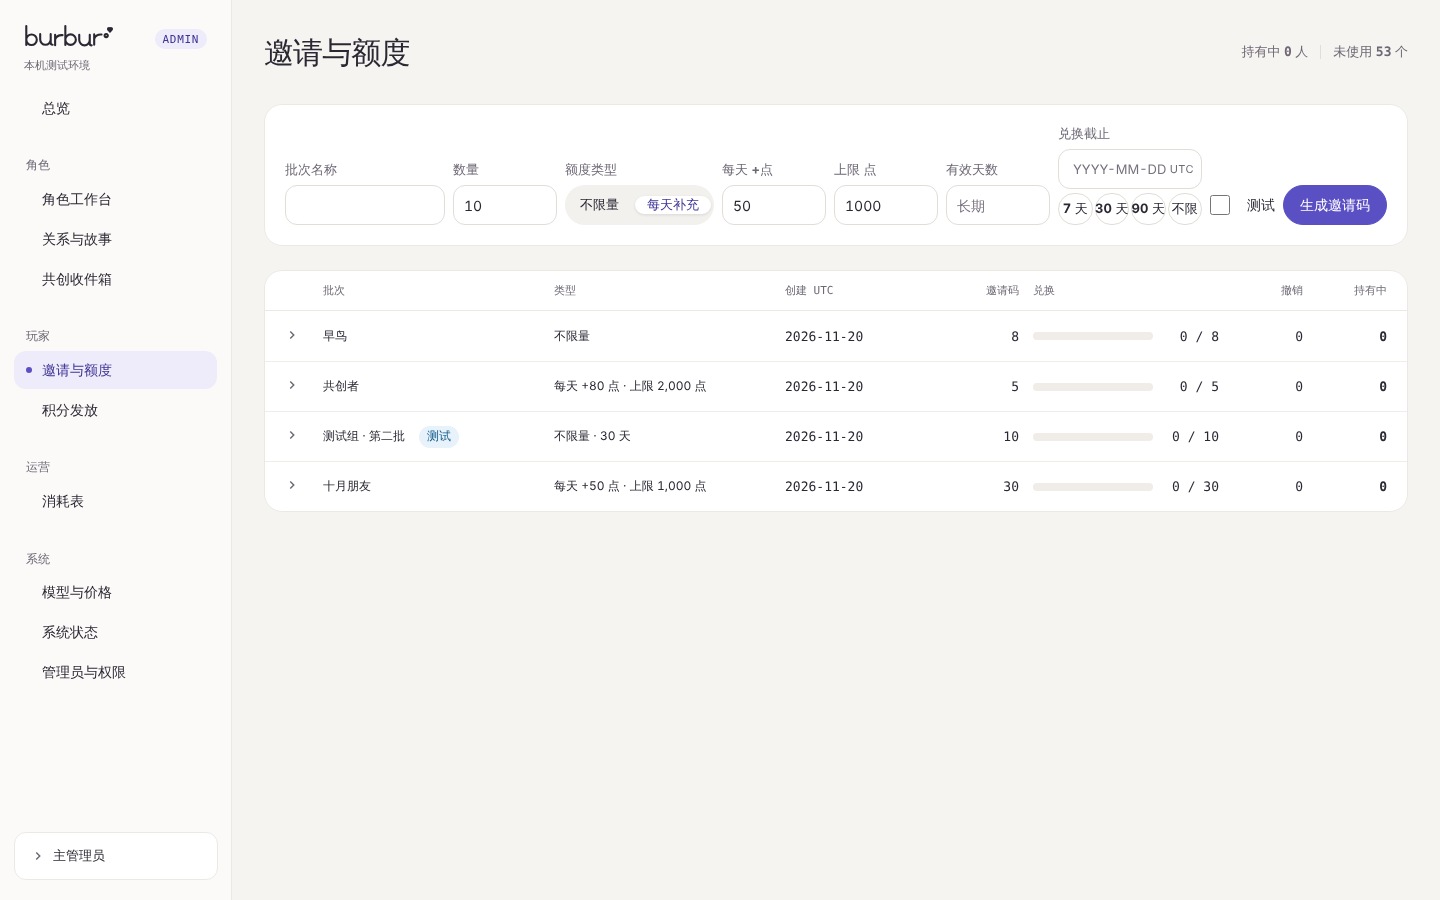 burbur
ADMIN
本机测试环境
总览
角色
角色工作台
关系与故事
共创收件箱
玩家
邀请与额度
积分发放
运营
消耗表
系统
模型与价格
系统状态
管理员与权限
主管理员
邀请与额度
持有中 0 人 未使用 53 个
批次名称 数量 额度类型 每天 +点 上限 点 有效天数 兑换截止
10 不限量 每天补充 50 1000 长期 YYYY-MM-DD UTC
7 天 30 天 90 天 不限 测试 生成邀请码
批次 类型 创建 UTC 邀请码 兑换 撤销 持有中
早鸟 不限量 2026-11-20 8 0 / 8 0 0
共创者 每天 +80 点 · 上限 2,000 点 2026-11-20 5 0 / 5 0 0
测试组 · 第二批 测试 不限量 · 30 天 2026-11-20 10 0 / 10 0 0
十月朋友 每天 +50 点 · 上限 1,000 点 2026-11-20 30 0 / 30 0 0